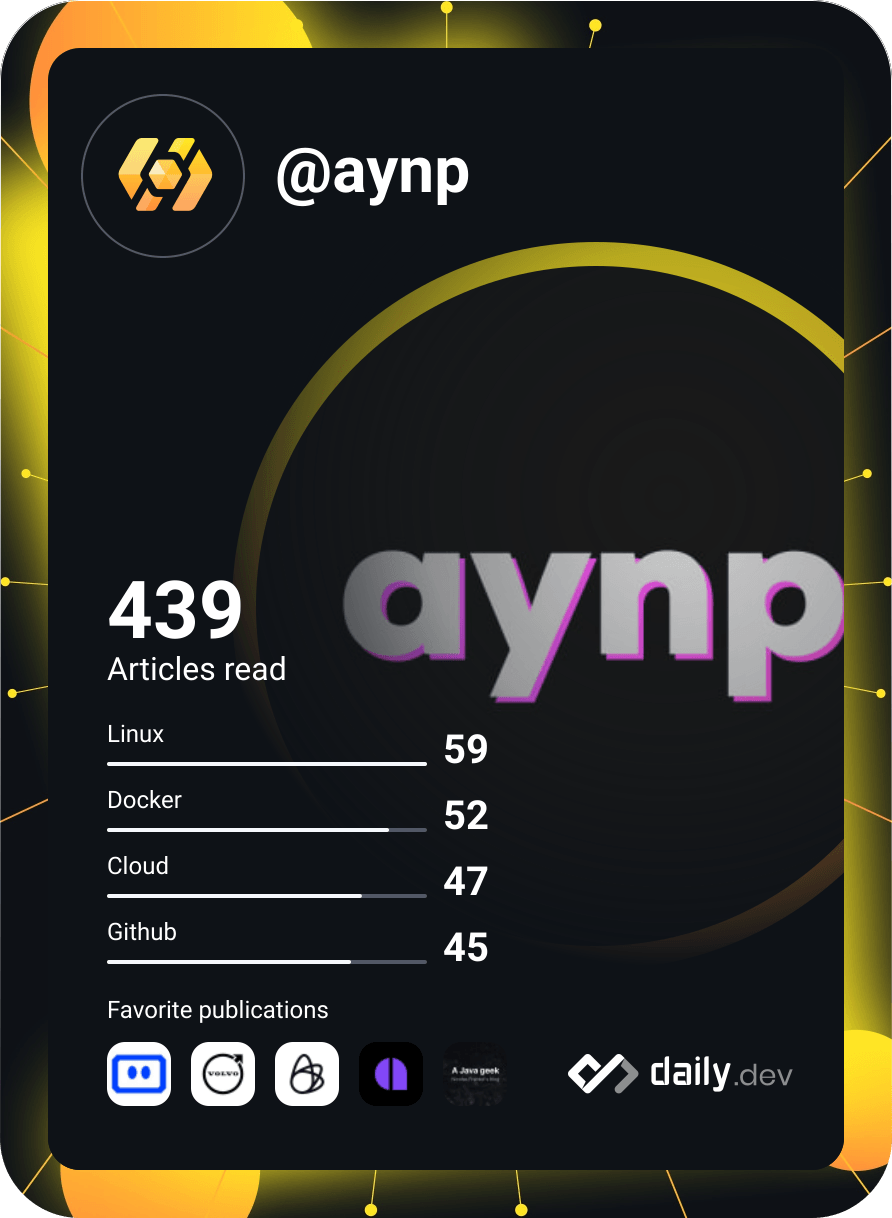 @aynp
aynp
439
Articles read
Linux
59
Docker
52
Cloud
47
Github
45
Favorite publications
VOLVO
A Java geek
daily.dev